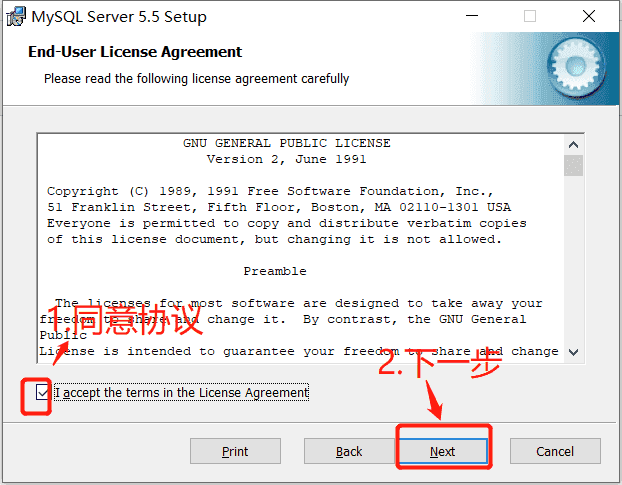 MySQL Server 5.5 Setup
End-User License Agreement
Please read the following license agreement carefully
GNU GENERAL PUBLIC LICENSE
Version 2, June 1991
Copyright (C) 1989, 1991 Free Software Foundation, Inc.,
51 Franklin Street, Fifth Floor, Boston, MA 02110-1301 USA
Everyone is permitted to copy and distribute verbatim copies
of this license document, but changing it is not allowed.
Preamble
The licenses for most software are designed to take away your
freedom to share and change it. By contrast, the GNU General
Public
License is intended to guarantee your freedom to share and change
1.同意协议
2.下一步
I accept the terms in the License Agreement
Print Back Next Cancel